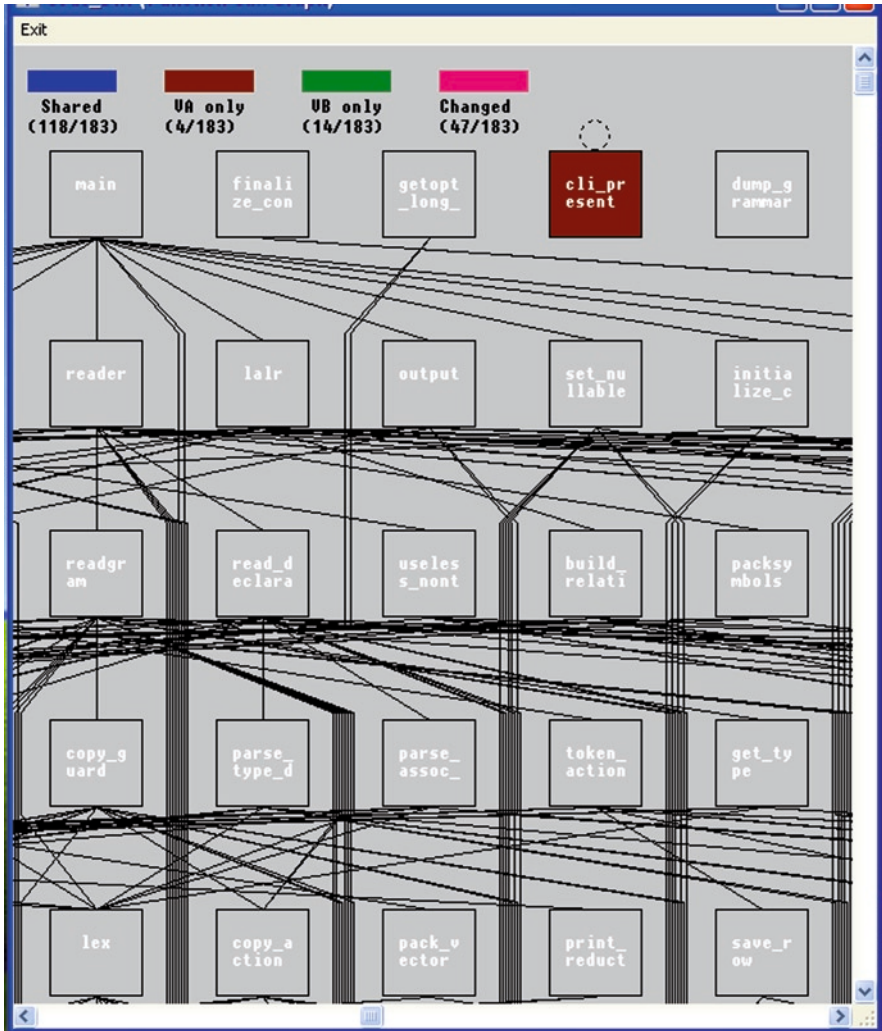 Exit
Shared
(118/183)
VA only
(4/183)
VB only
(14/183)
Changed
(47/183)
main
finali
ze_con
getopt
_long_
cli_pr
esent
dump_g
rammar
reader
lalr
output
set_nu
llable
initia
lize_c
readgr
am
read_d
eclara
useles
s_nont
build_
relati
packsy
mbols
copy_g
uard
parse_
type_d
parse_
assoc_
token_
action
get_ty
pe
lex
copy_a
ction
pack_v
ector
print_
reduct
save_r
ow